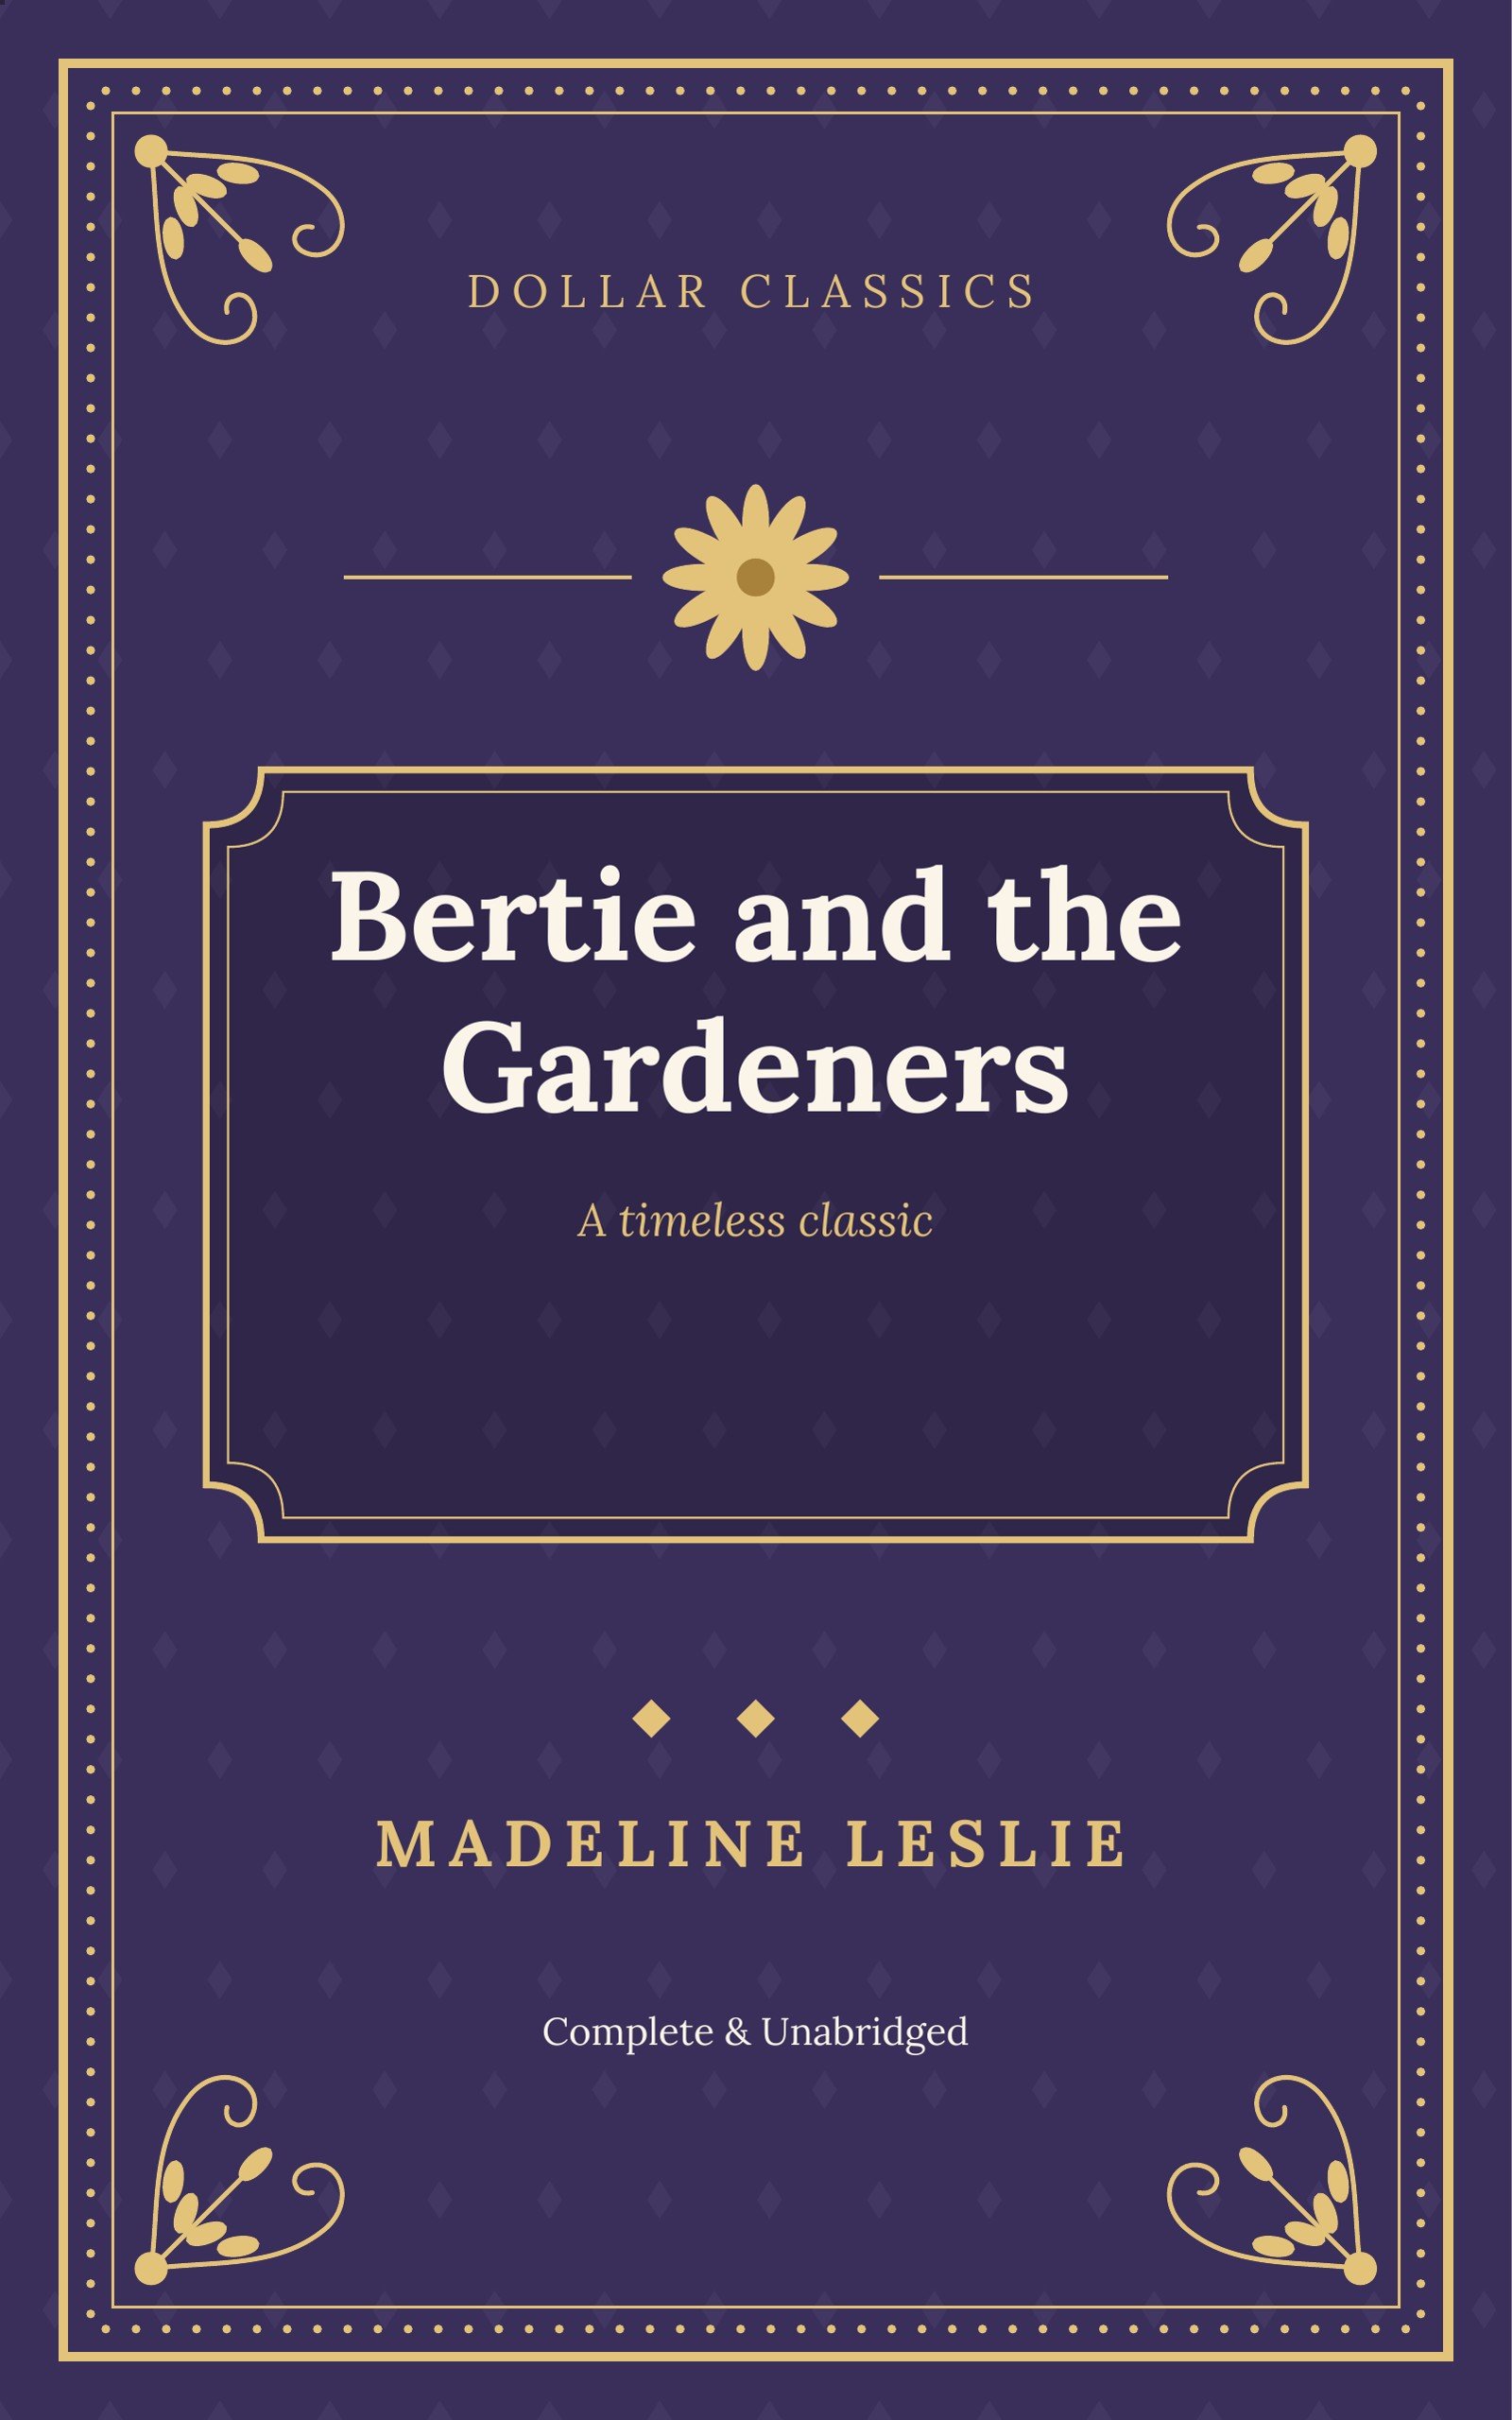 DOLLAR CLASSICS
Bertie and the
Gardeners
A timeless classic
MADELINE LESLIE
Complete & Unabridged